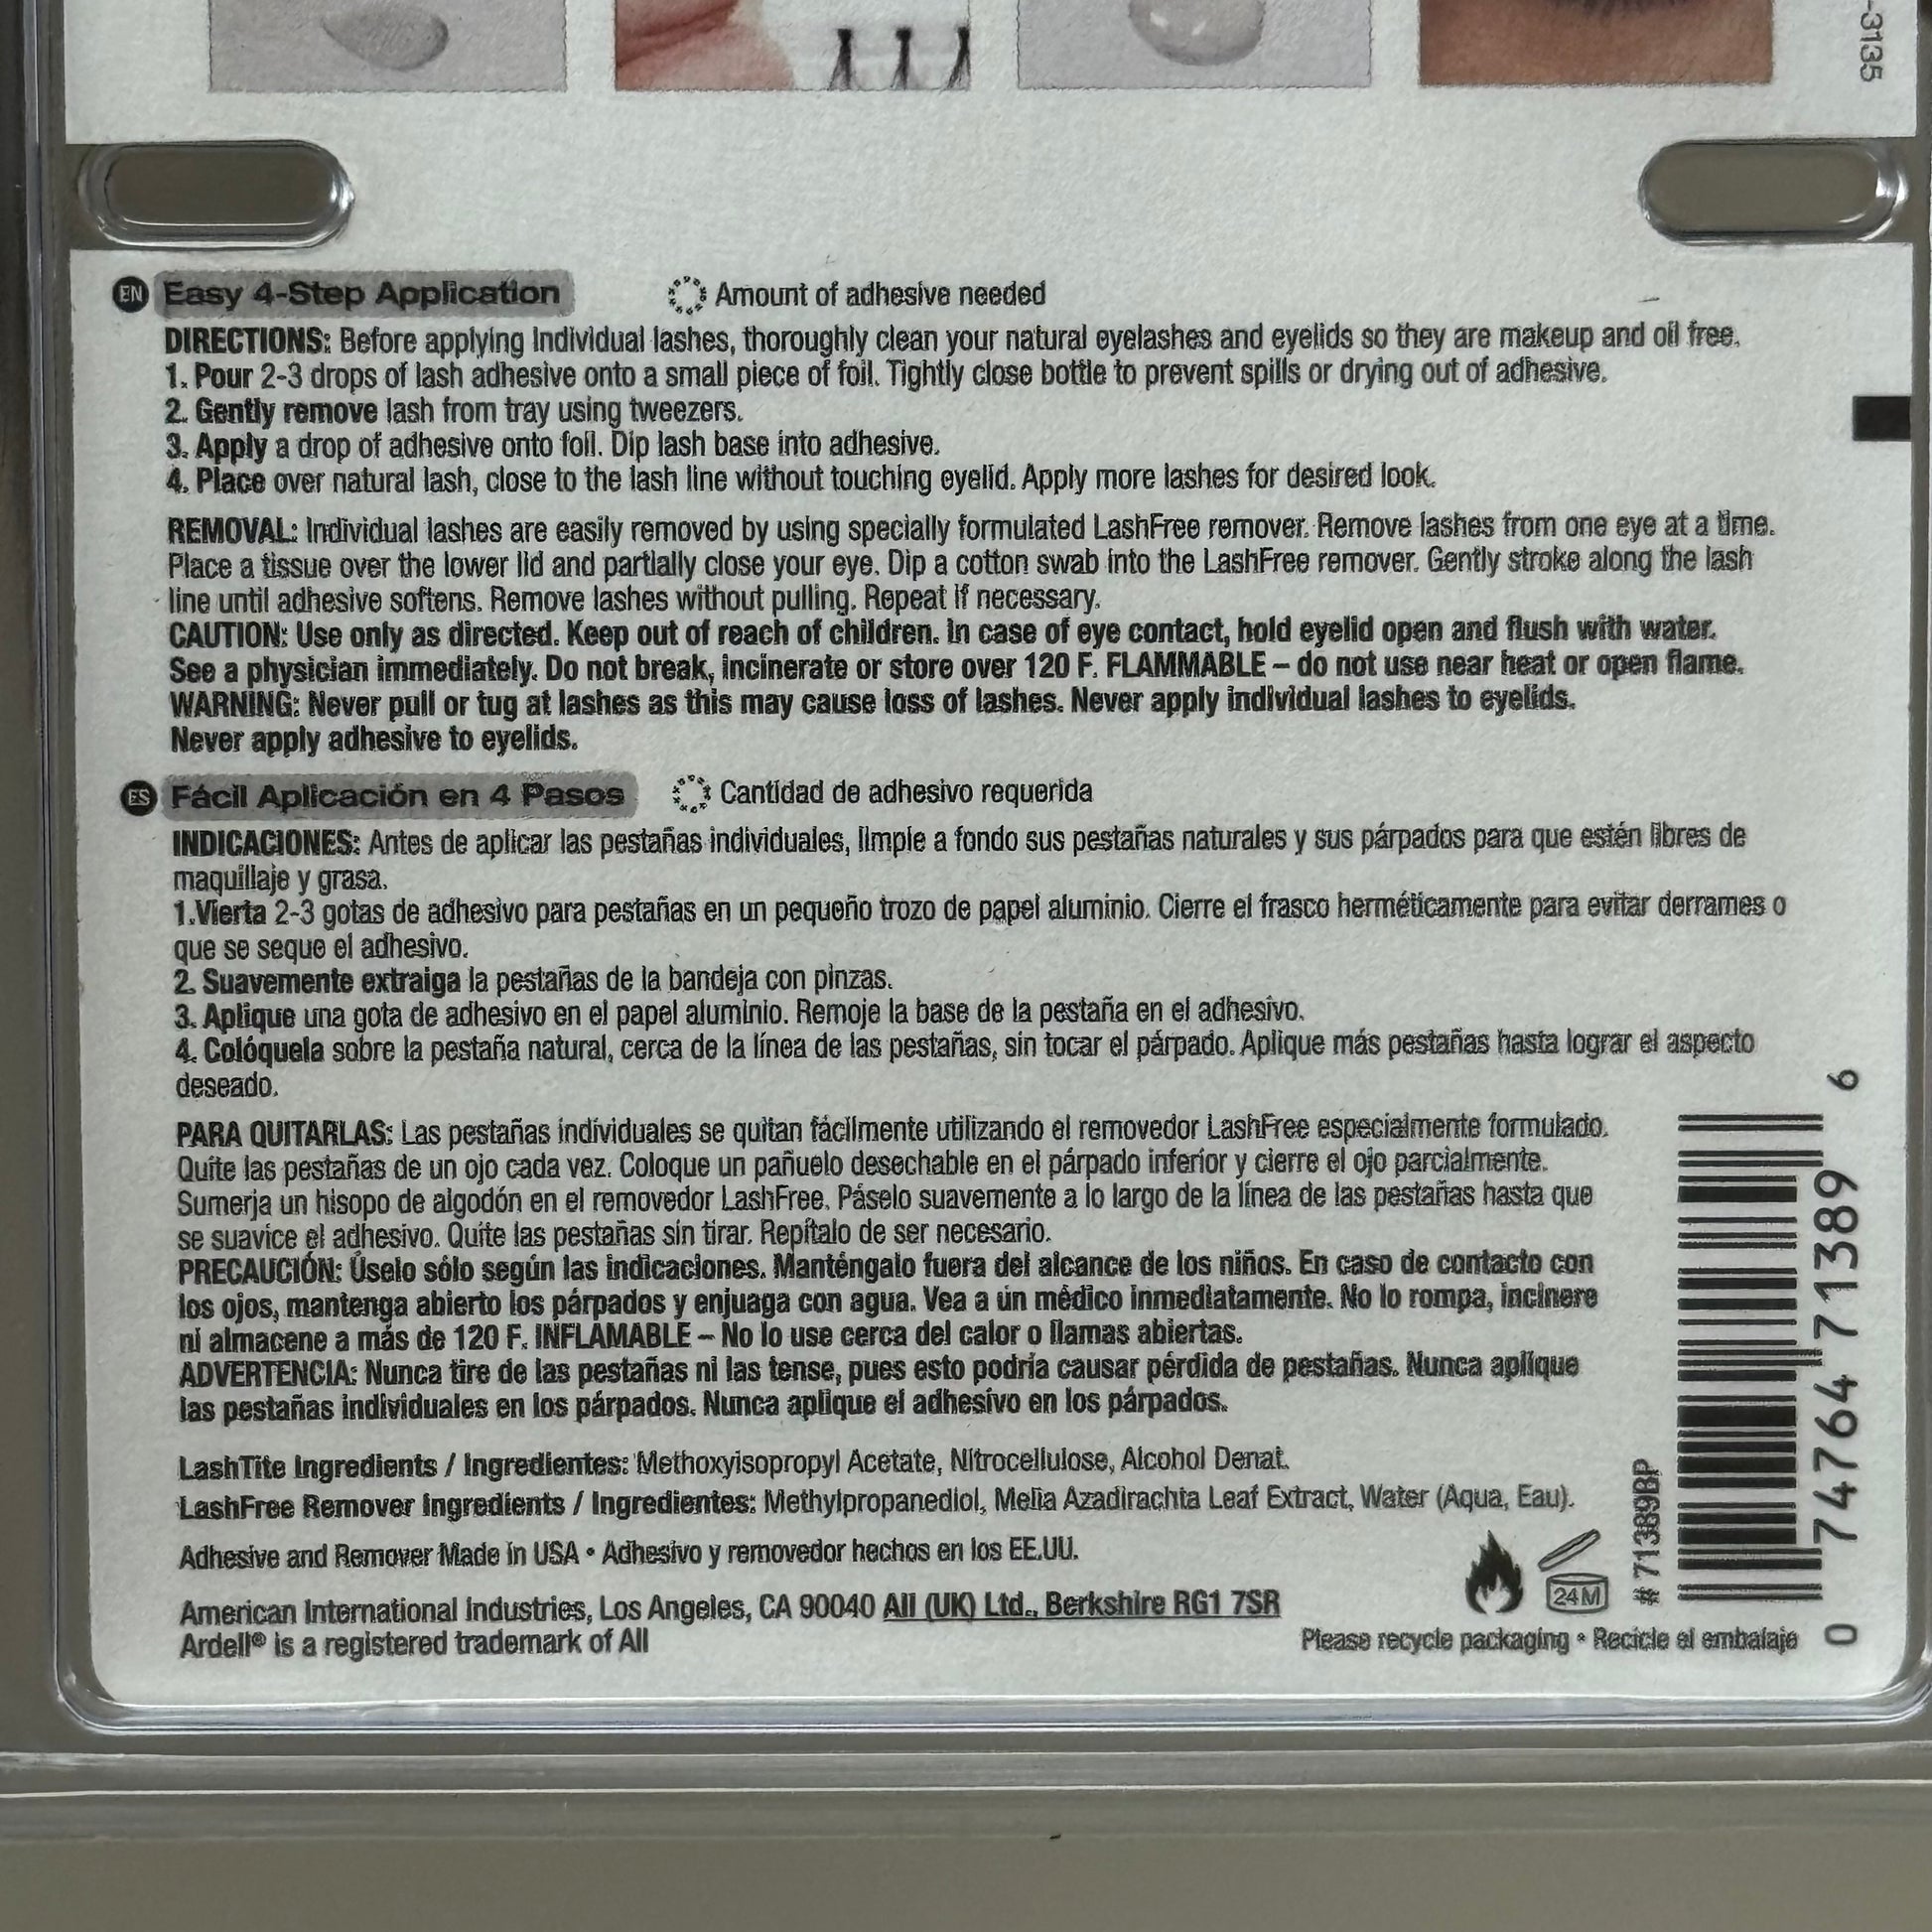 -3135
EN Easy 4-Step Application Amount of adhesive needed
DIRECTIONS: Before applying individual lashes, thoroughly clean your natural eyelashes and eyelids so they are makeup and oil free.
1. Pour 2-3 drops of lash adhesive onto a small piece of foil. Tightly close bottle to prevent spills or drying out of adhesive.
2. Gently remove lash from tray using tweezers.
3. Apply a drop of adhesive onto foil. Dip lash base into adhesive.
4. Place over natural lash, close to the lash line without touching eyelid. Apply more lashes for desired look.
REMOVAL: Individual lashes are easily removed by using specially formulated LashFree remover. Remove lashes from one eye at a time.
Place a tissue over the lower lid and partially close your eye. Dip a cotton swab into the LashFree remover. Gently stroke along the lash
line until adhesive softens. Remove lashes without pulling. Repeat if necessary.
CAUTION: Use only as directed. Keep out of reach of children. In case of eye contact, hold eyelid open and flush with water.
See a physician immediately. Do not break, incinerate or store over 120 F. FLAMMABLE – do not use near heat or open flame.
WARNING: Never pull or tug at lashes as this may cause loss of lashes. Never apply individual lashes to eyelids.
Never apply adhesive to eyelids.
ES Fácil Aplicación en 4 Pasos Cantidad de adhesivo requerida
INDICACIONES: Antes de aplicar las pestañas individuales, limpie a fondo sus pestañas naturales y sus párpados para que estén libres de
maquillaje y grasa.
1.Vierta 2-3 gotas de adhesivo para pestañas en un pequeño trozo de papel aluminio. Cierre el frasco herméticamente para evitar derrames o
que se seque el adhesivo.
2. Suavemente extraiga la pestañas de la bandeja con pinzas.
3. Aplique una gota de adhesivo en el papel aluminio. Remoje la base de la pestaña en el adhesivo.
4. Colóquela sobre la pestaña natural, cerca de la línea de las pestañas, sin tocar el párpado. Aplique más pestañas hasta lograr el aspecto
deseado.
PARA QUITARLAS: Las pestañas individuales se quitan fácilmente utilizando el removedor LashFree especialmente formulado.
Quite las pestañas de un ojo cada vez. Coloque un pañuelo desechable en el párpado inferior y cierre el ojo parcialmente.
Sumerja un hisopo de algodón en el removedor LashFree. Páselo suavemente a lo largo de la línea de las pestañas hasta que
se suavice el adhesivo. Quite las pestañas sin tirar. Repítalo de ser necesario.
PRECAUCIÓN: Úselo sólo según las indicaciones. Manténgalo fuera del alcance de los niños. En caso de contacto con
los ojos, mantenga abierto los párpados y enjuaga con agua. Vea a un médico inmediatamente. No lo rompa, incinere
ni almacene a más de 120 F. INFLAMABLE – No lo use cerca del calor o llamas abiertas.
ADVERTENCIA: Nunca tire de las pestañas ni las tense, pues esto podría causar pérdida de pestañas. Nunca aplique
las pestañas individuales en los párpados. Nunca aplique el adhesivo en los párpados.
LashTite Ingredients / Ingredientes: Methoxyisopropyl Acetate, Nitrocellulose, Alcohol Denat.
LashFree Remover Ingredients / Ingredientes: Methylpropanediol, Melia Azadirachta Leaf Extract, Water (Aqua, Eau).
Adhesive and Remover Made in USA • Adhesivo y removedor hechos en los EE.UU.
American International Industries, Los Angeles, CA 90040 AII (UK) Ltd., Berkshire RG1 7SR
Ardell® is a registered trademark of AII
24M
Please recycle packaging • Recicle el embalaje
# 71389BP
0 74764 71389 6